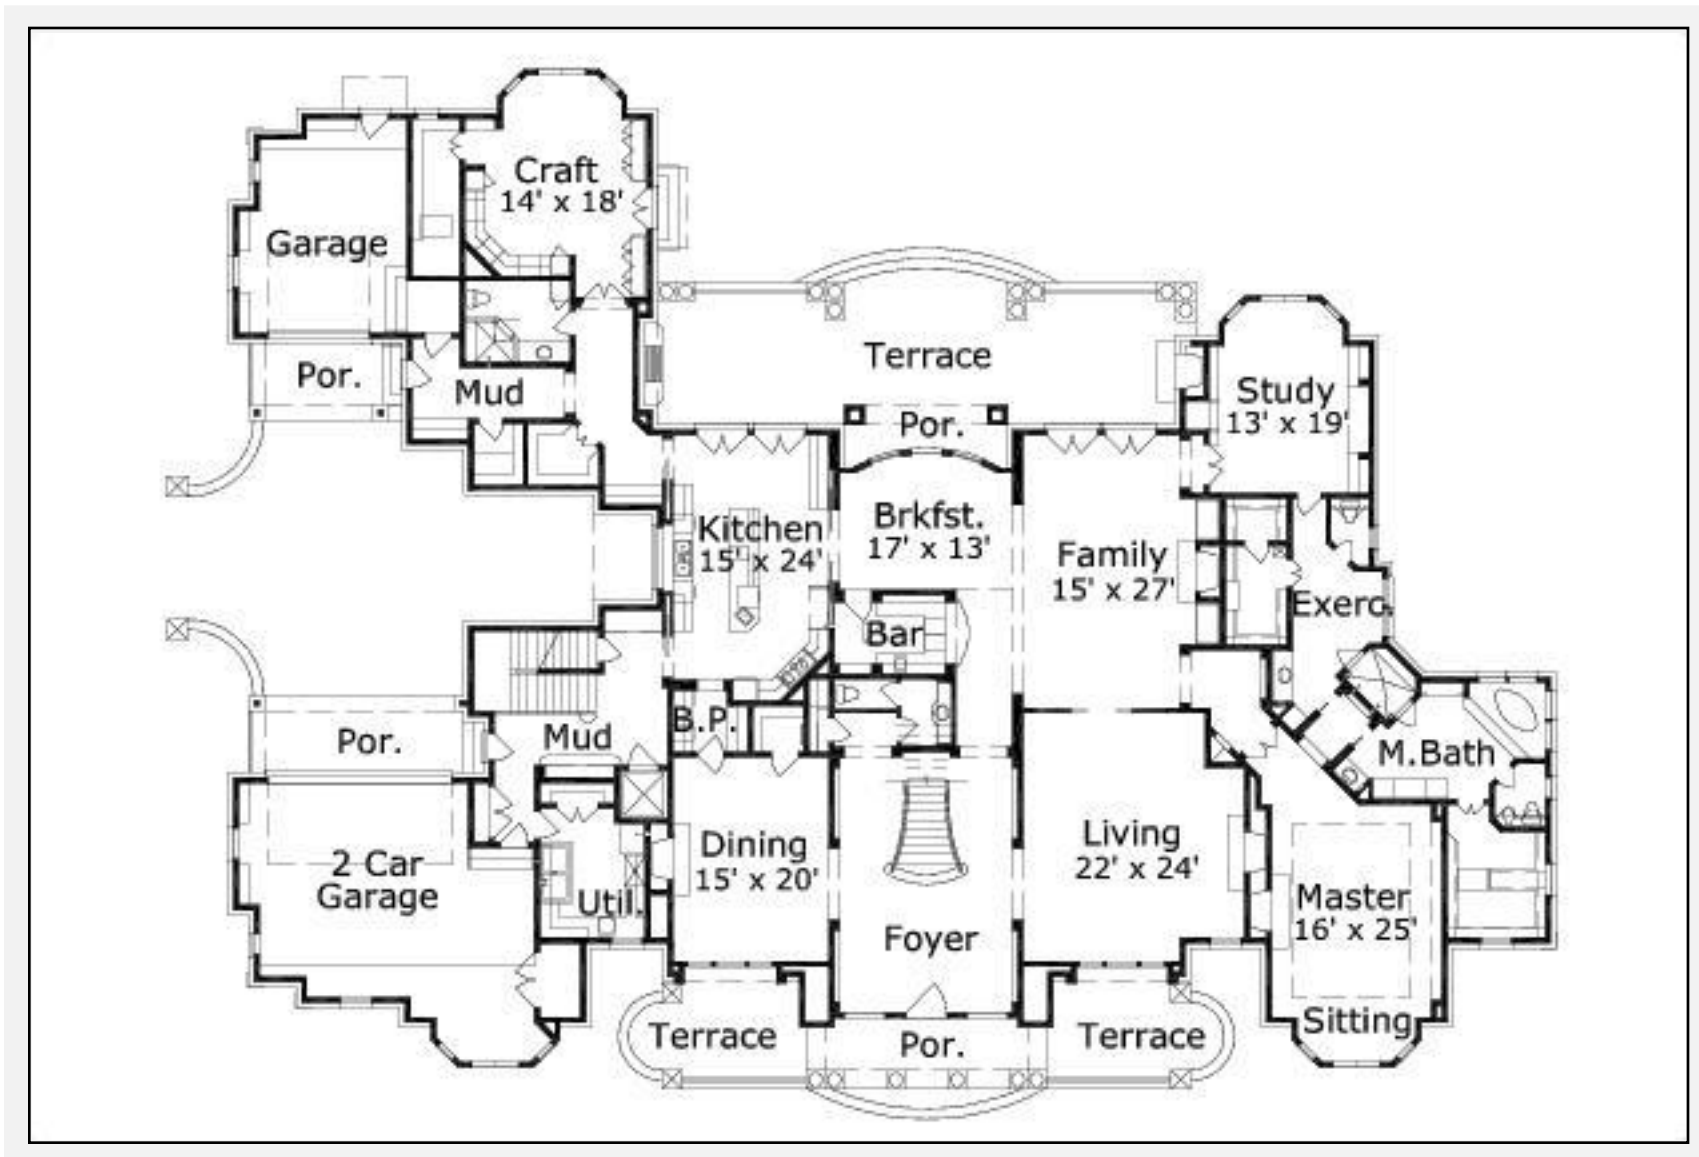 Craft
14' x 18'
Garage
Por.
Mud
Terrace
Por.
Study
13' x 19'
Kitchen
15' x 24'
Brkfst.
17' x 13'
Family
15' x 27'
Exerc.
Bar
B.P.
Mud
Por.
M.Bath
2 Car
Garage
Util.
Dining
15' x 20'
Foyer
Living
22' x 24'
Master
16' x 25'
Sitting
Terrace
Por.
Terrace